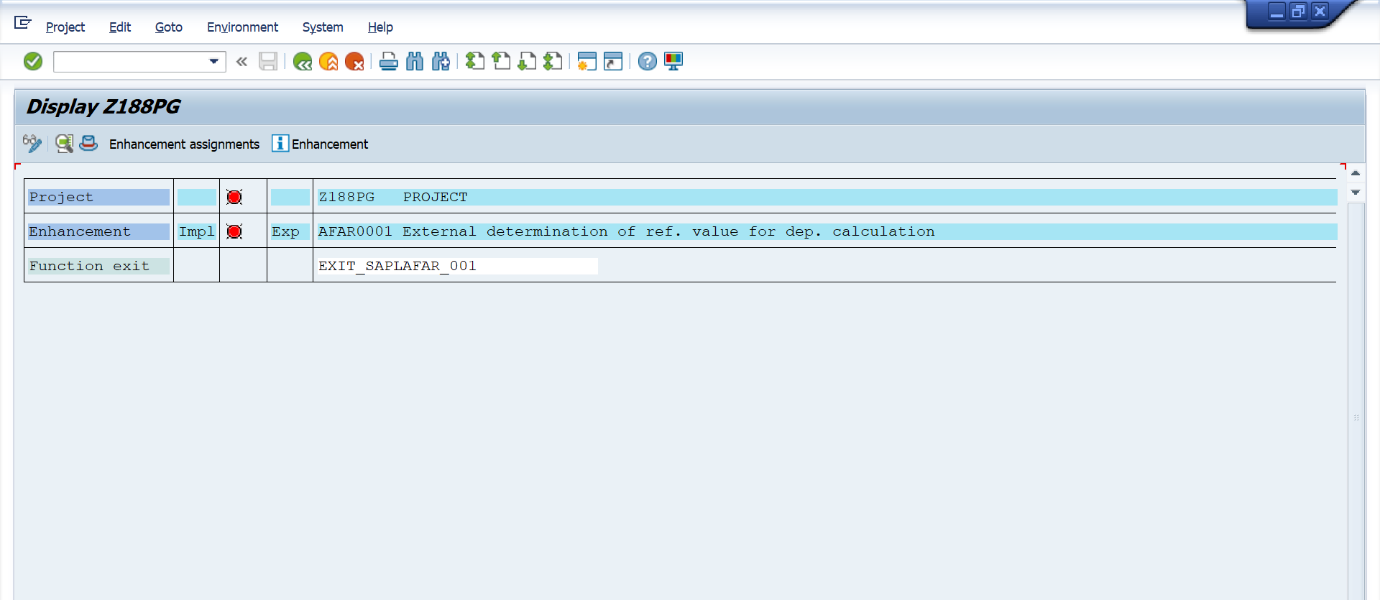 Project Edit Goto Environment System Help
Display Z188PG
Enhancement assignments Enhancement
Project Z188PG PROJECT
Enhancement Impl Exp AFAR0001 External determination of ref. value for dep. calculation
Function exit EXIT_SAPLAFAR_001